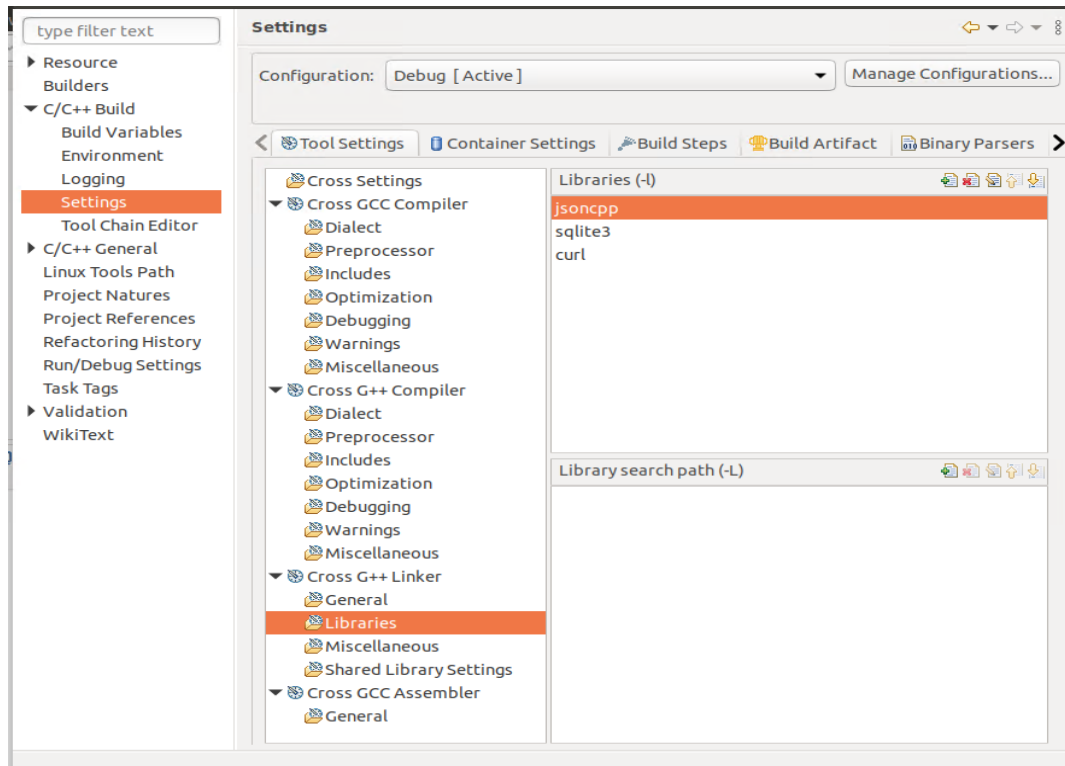 type filter text
Resource
Builders
C/C++ Build
Build Variables
Environment
Logging
Settings
Tool Chain Editor
C/C++ General
Linux Tools Path
Project Natures
Project References
Refactoring History
Run/Debug Settings
Task Tags
Validation
WikiText
Settings
Configuration: Debug [Active] Manage Configurations...
Tool Settings Container Settings Build Steps Build Artifact Binary Parsers
Cross Settings
Cross GCC Compiler
Dialect
Preprocessor
Includes
Optimization
Debugging
Warnings
Miscellaneous
Cross G++ Compiler
Dialect
Preprocessor
Includes
Optimization
Debugging
Warnings
Miscellaneous
Cross G++ Linker
General
Libraries
Miscellaneous
Shared Library Settings
Cross GCC Assembler
General
Libraries (-l)
jsoncpp
sqlite3
curl
Library search path (-L)